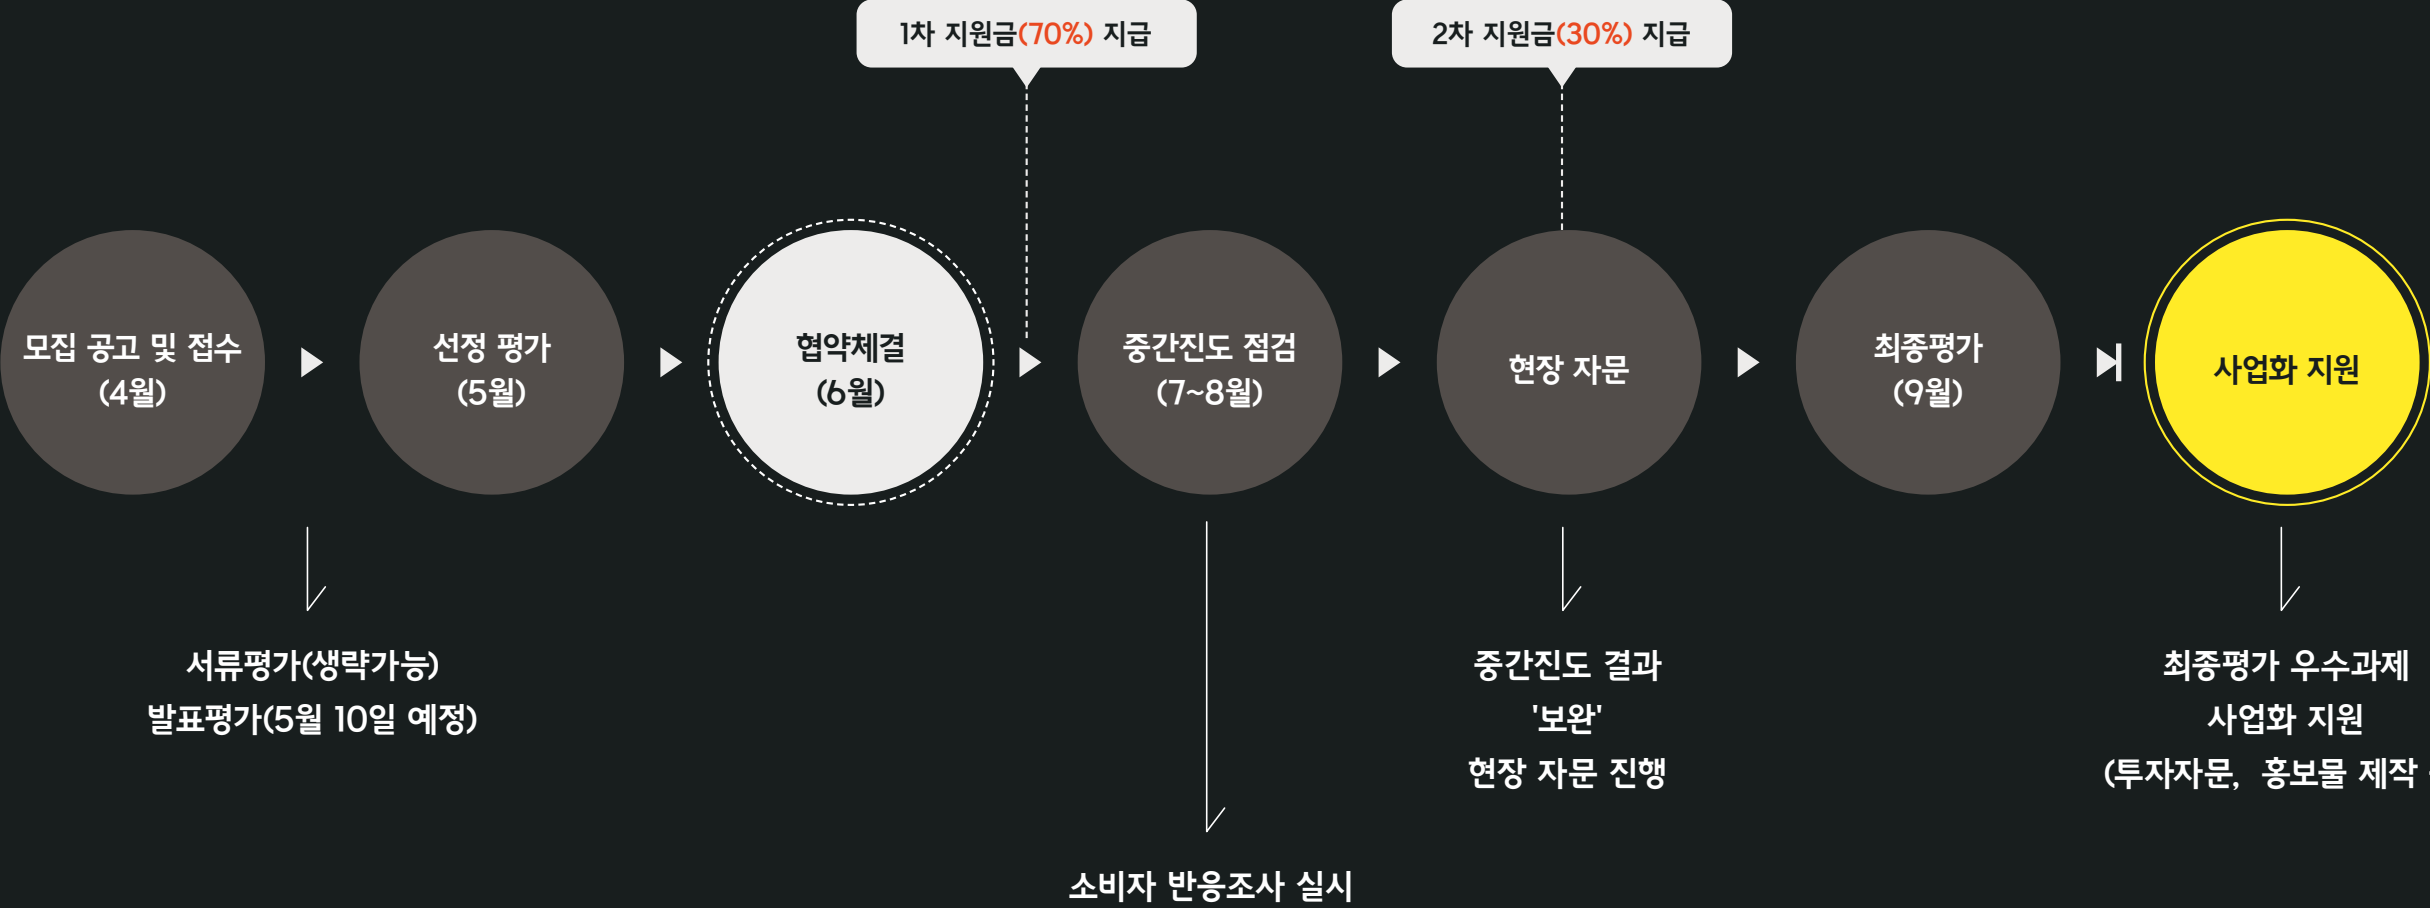 1차 지원금(70%) 지급
2차 지원금(30%) 지급
모집 공고 및 접수
(4월)
선정 평가
(5월)
협약체결
(6월)
중간진도 점검
(7~8월)
현장 자문
최종평가
(9월)
사업화 지원
서류평가(생략가능)
발표평가(5월 10일 예정)
소비자 반응조사 실시
중간진도 결과
'보완'
현장 자문 진행
최종평가 우수과제
사업화 지원
(투자자문, 홍보물 제작